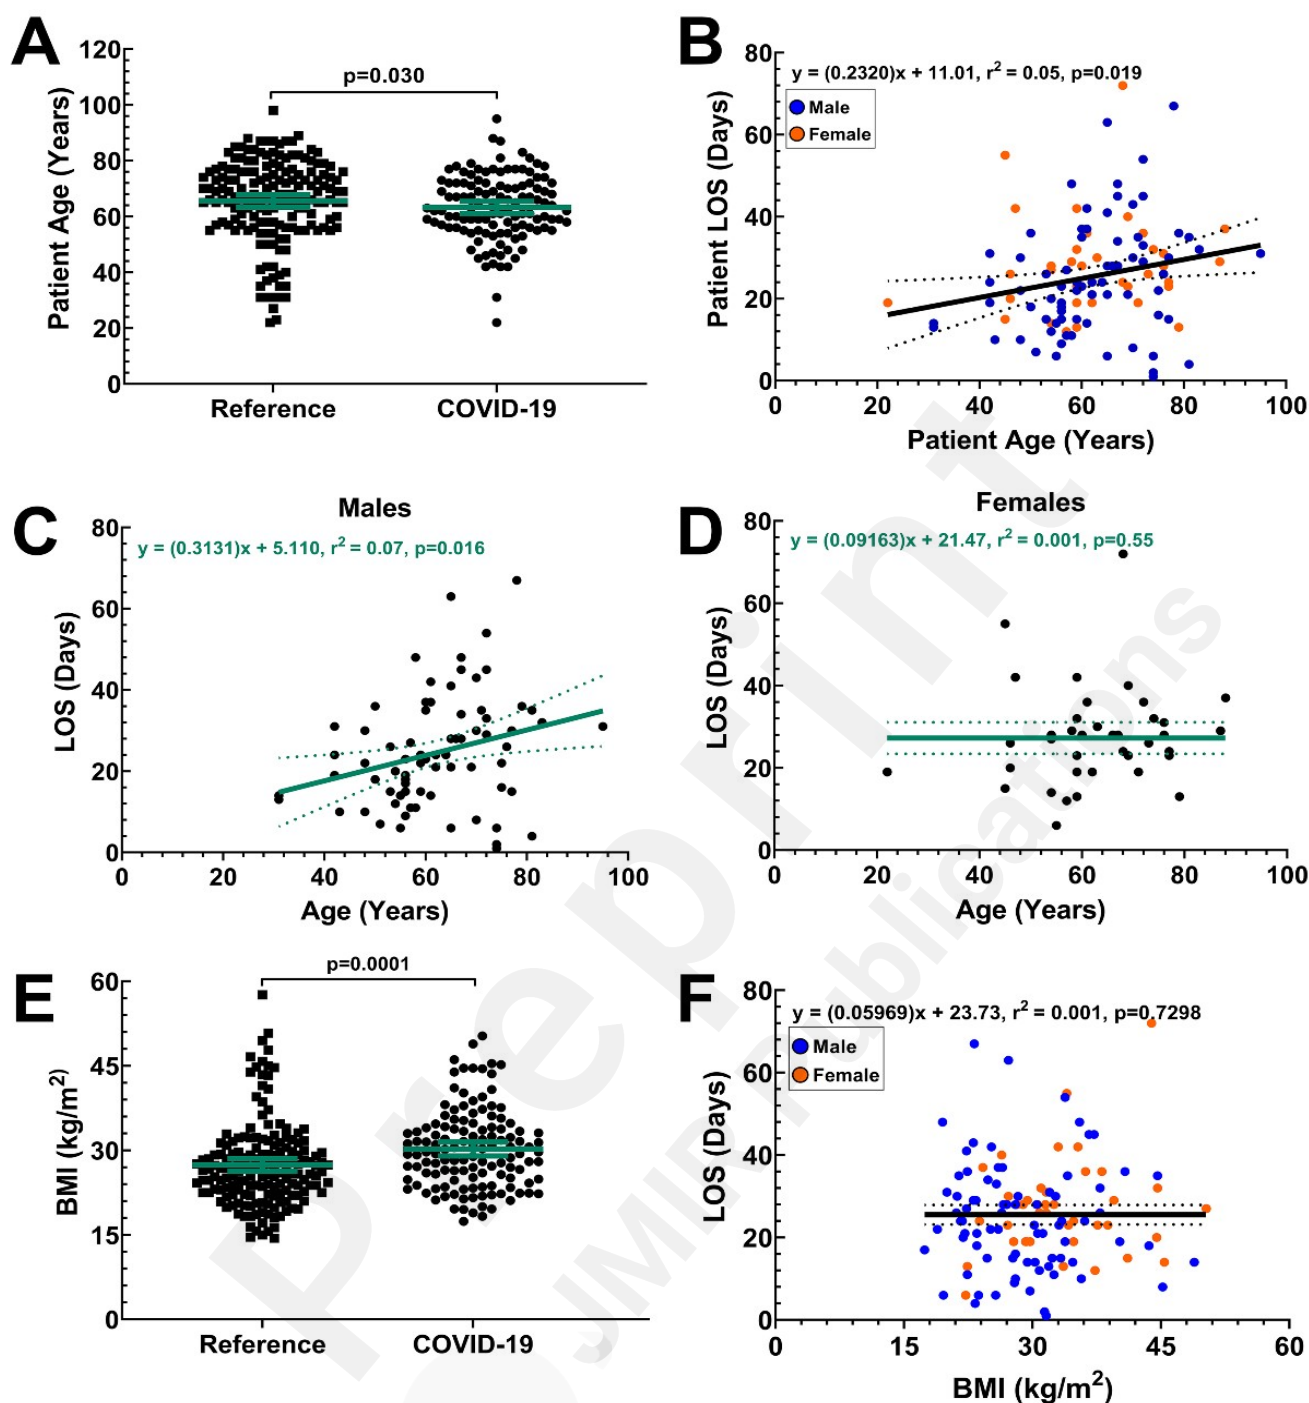 A
120
100
80
60
40
20
0
Patient Age (Years)
p=0.030
Reference
COVID-19
B
80
60
40
20
0
Patient LOS (Days)
y = (0.2320)x + 11.01, r² = 0.05, p=0.019
Male
Female
0
20
40
60
80
100
Patient Age (Years)
C
Males
80
60
40
20
0
LOS (Days)
y = (0.3131)x + 5.110, r² = 0.07, p=0.016
0
20
40
60
80
100
Age (Years)
D
Females
80
60
40
20
0
LOS (Days)
y = (0.09163)x + 21.47, r² = 0.001, p=0.55
0
20
40
60
80
100
Age (Years)
E
60
45
30
15
0
BMI (kg/m²)
p=0.0001
Reference
COVID-19
F
80
60
40
20
0
LOS (Days)
y = (0.05969)x + 23.73, r² = 0.001, p=0.7298
Male
Female
0
15
30
45
60
BMI (kg/m²)
Preprint
JMIR Publications